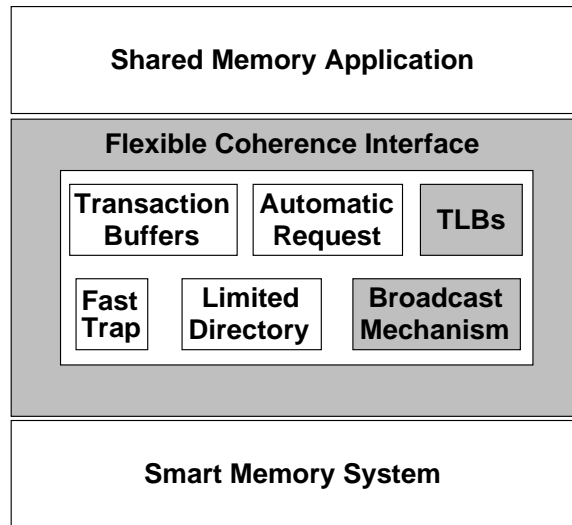 Shared Memory Application
Flexible Coherence Interface
Transaction
Buffers
Automatic
Request
TLBs
Fast
Trap
Limited
Directory
Broadcast
Mechanism
Smart Memory System